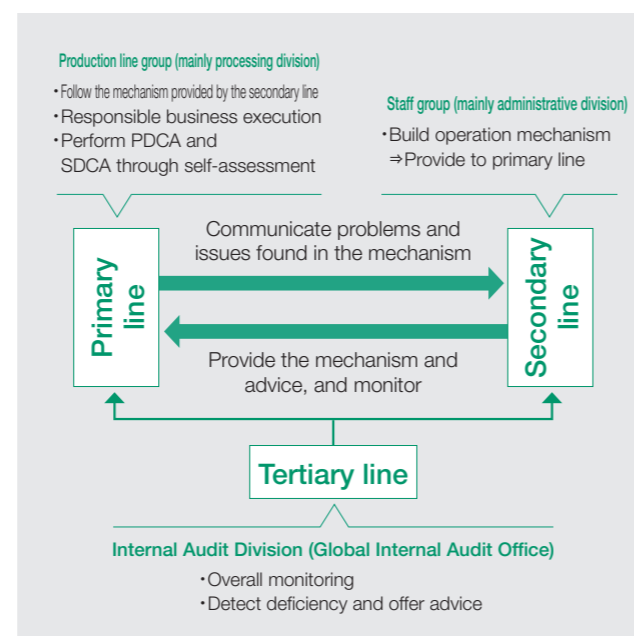 Production line group (mainly processing division)
・Follow the mechanism provided by the secondary line
・Responsible business execution
・Perform PDCA and
SDCA through self-assessment
Staff group (mainly administrative division)
・Build operation mechanism
⇒Provide to primary line
Primary
line
Communicate problems and
issues found in the mechanism
Provide the mechanism and
advice, and monitor
Secondary
line
Tertiary line
Internal Audit Division (Global Internal Audit Office)
・Overall monitoring
・Detect deficiency and offer advice